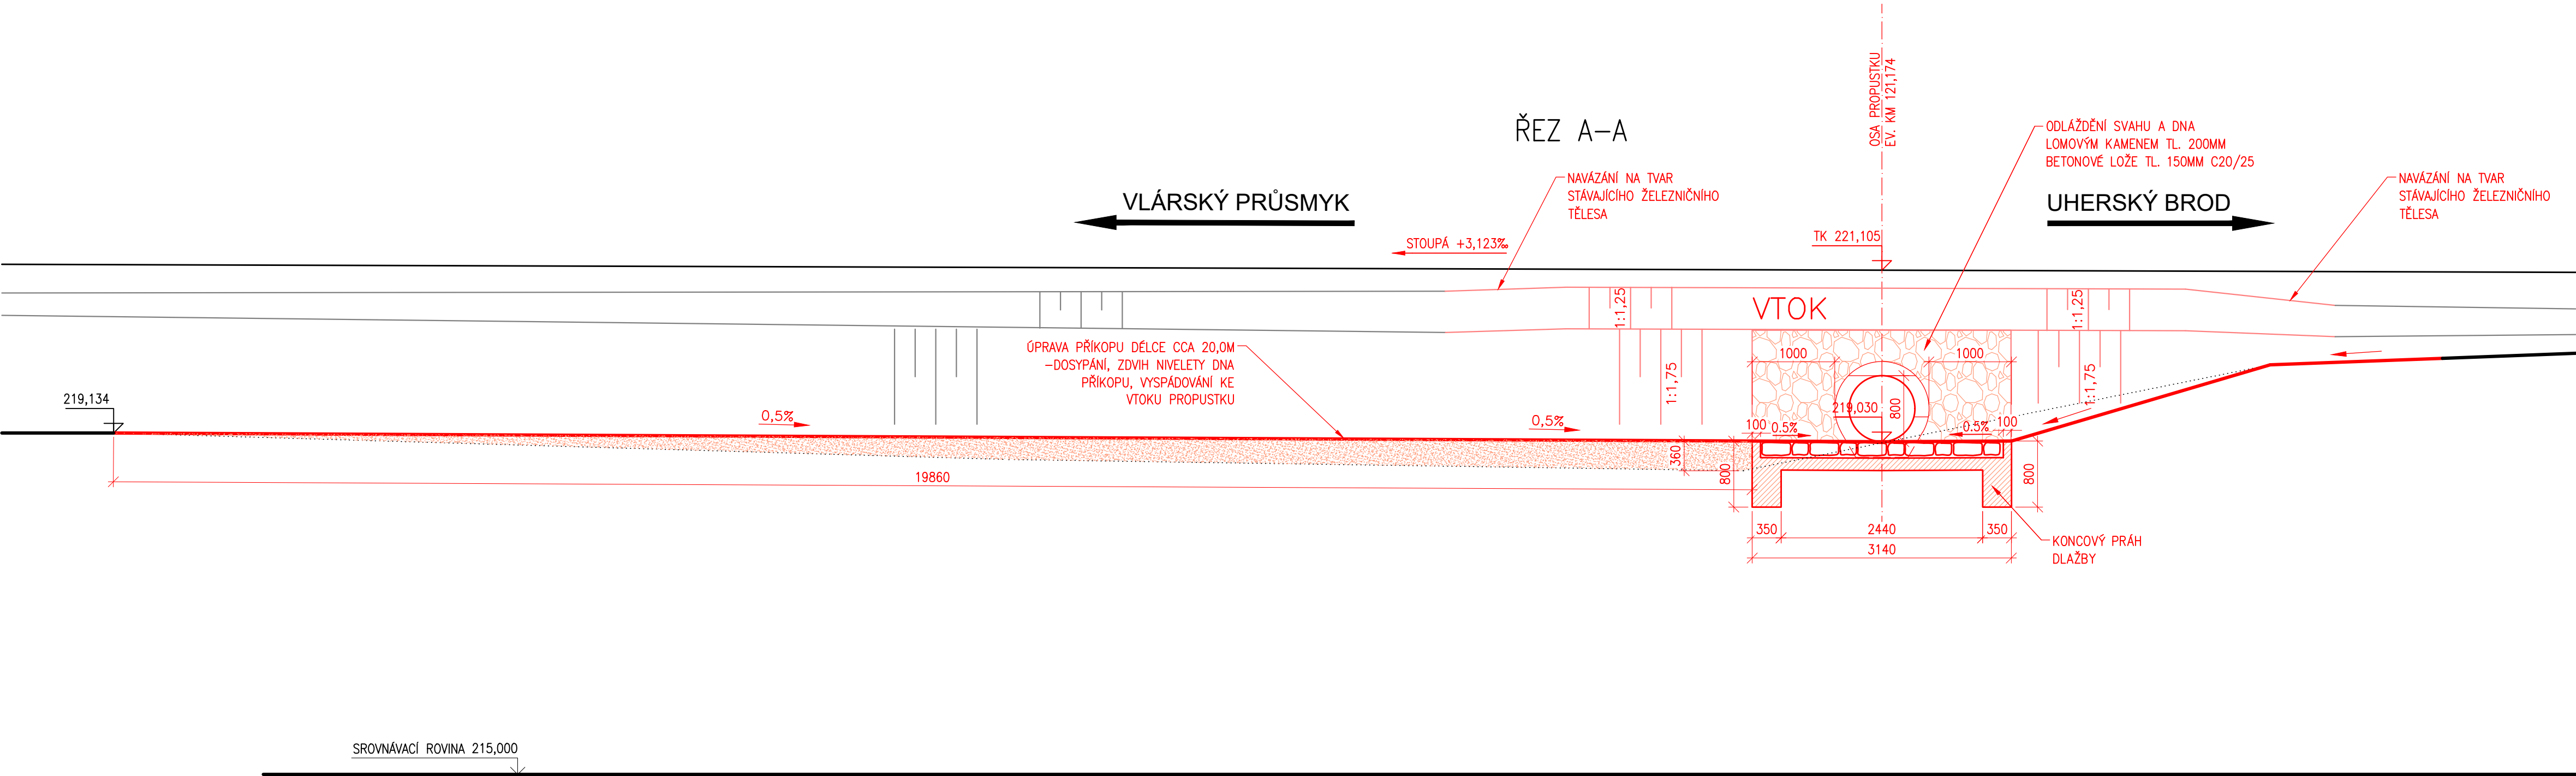 OSA PROPUSTKU
EV. KM 121,174
ŘEZ A-A
ODLÁŽDĚNÍ SVAHU A DNA
LOMOVÝM KAMENEM TL. 200MM
BETONOVÉ LOŽE TL. 150MM C20/25
NAVÁZÁNÍ NA TVAR
STÁVAJÍCÍHO ŽELEZNIČNÍHO
TĚLESA
NAVÁZÁNÍ NA TVAR
STÁVAJÍCÍHO ŽELEZNIČNÍHO
TĚLESA
VLÁRSKÝ PRŮSMYK
UHERSKÝ BROD
STOUPÁ +3,123‰
TK 221,105
1:1,25
VTOK
1:1,25
ÚPRAVA PŘÍKOPU DÉLCE CCA 20,0M
-DOSYPÁNÍ, ZDVIH NIVELETY DNA
PŘÍKOPU, VYSPÁDOVÁNÍ KE
VTOKU PROPUSTKU
1000
1000
1:1,75
1:1,75
219,134
0,5%
0,5%
219,030
800
100
0.5%
0.5%
100
360
800
800
19860
350
2440
350
3140
KONCOVÝ PRÁH
DLAŽBY
SROVNÁVACÍ ROVINA 215,000